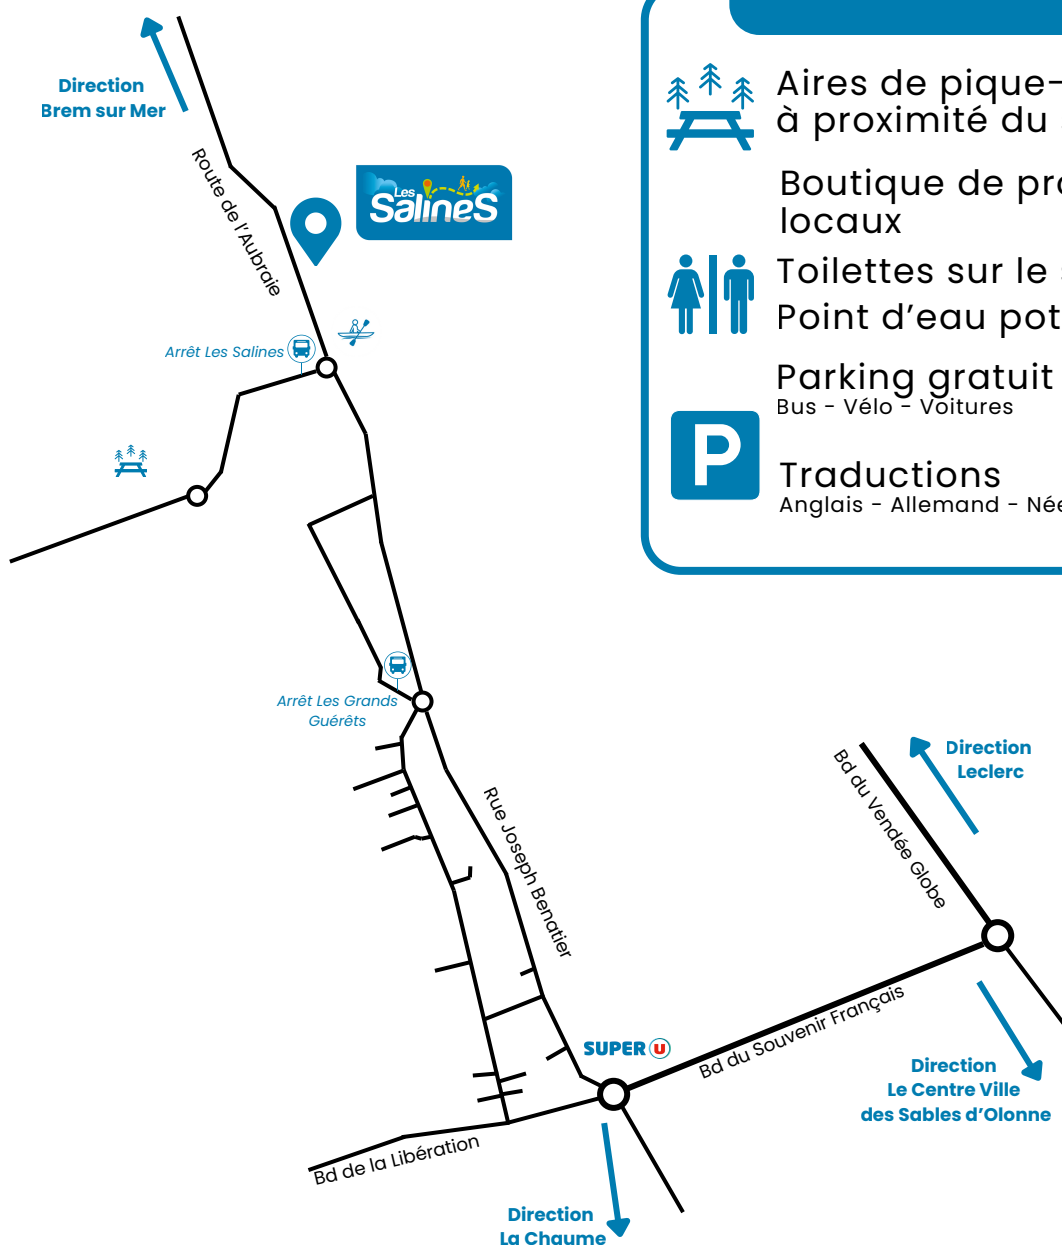 Direction
Brem sur Mer
Route de l'Aubraie
Les
SalineS
Aires de pique-
à proximité du
Boutique de pro
locaux
Toilettes sur le
Point d'eau pot
Parking gratuit
Bus - Vélo - Voitures
P
Traductions
Anglais - Allemand - Née
Arrêt Les Salines
Arrêt Les Grands
Guérêts
Rue Joseph Benatier
Direction
Leclerc
Bd du Vendée Globe
SUPER U
Bd du Souvenir Français
Direction
Le Centre Ville
des Sables d'Olonne
Bd de la Libération
Direction
La Chaume